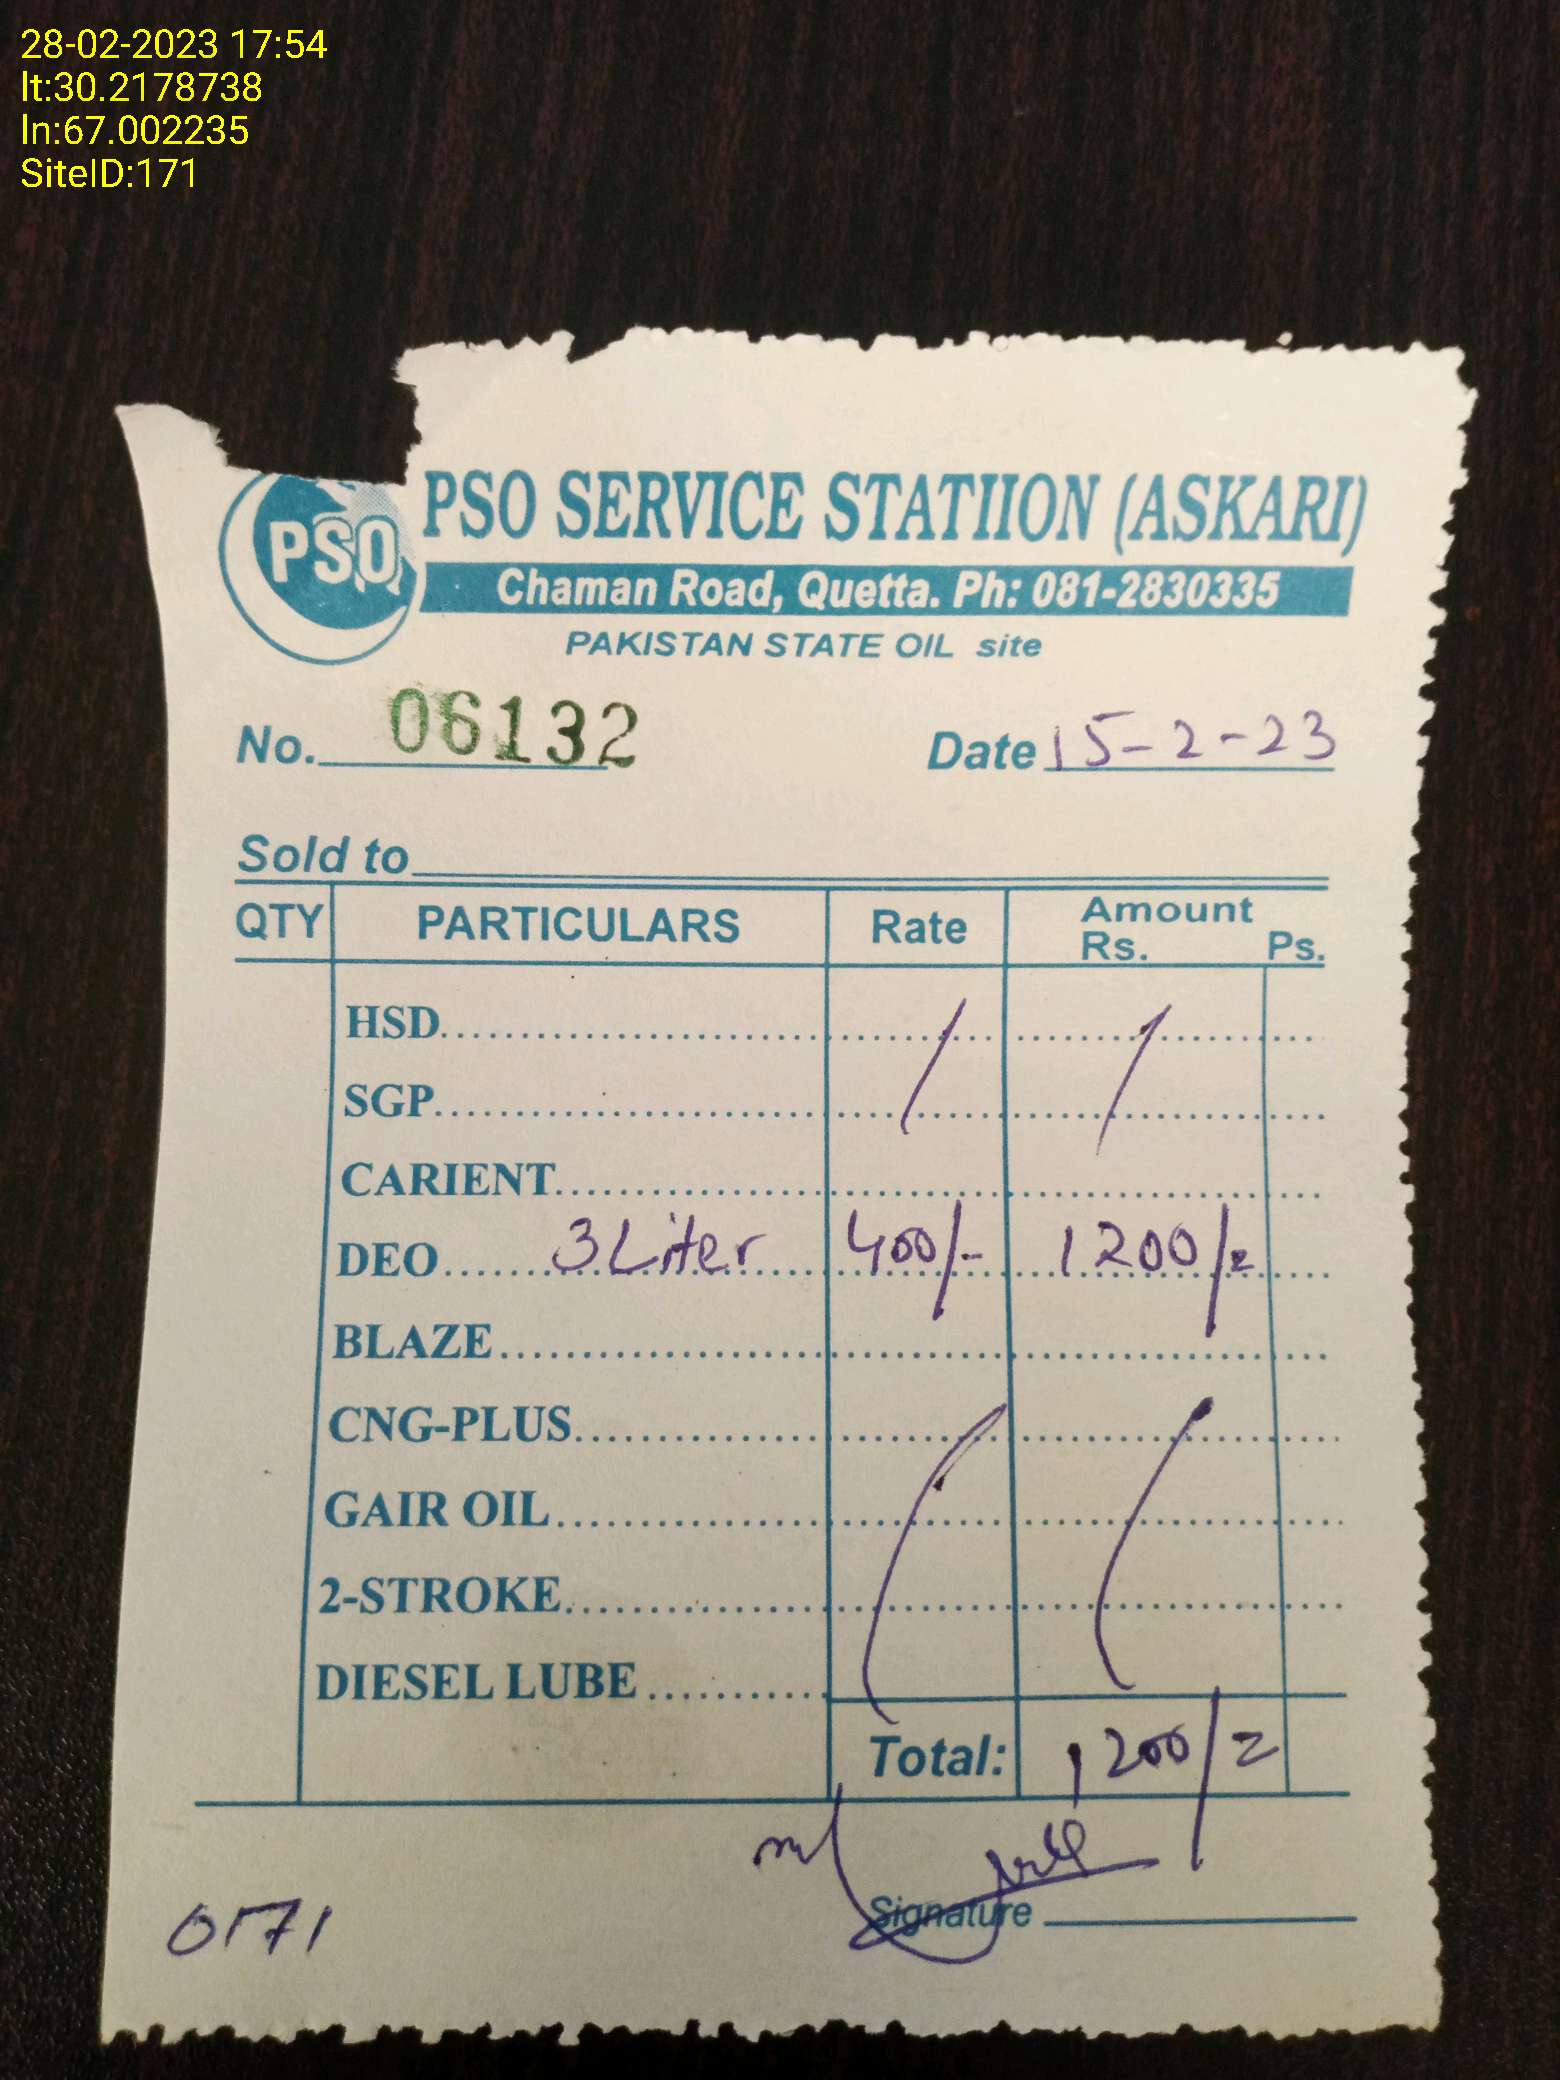 28-02-2023 17:54
lt:30.2178738
ln:67.002235
SiteID:171
PSO
PSO SERVICE STATIION (ASKARI)
Chaman Road, Quetta. Ph: 081-2830335
PAKISTAN STATE OIL site
No. 06132 Date 15-2-23
Sold to
QTY PARTICULARS Rate Amount
Rs. Ps.
HSD
SGP
CARIENT
DEO 3 Liter 400/- 1200/=
BLAZE
CNG-PLUS
GAIR OIL
2-STROKE
DIESEL LUBE
Total: 1200/=
Signature
0171